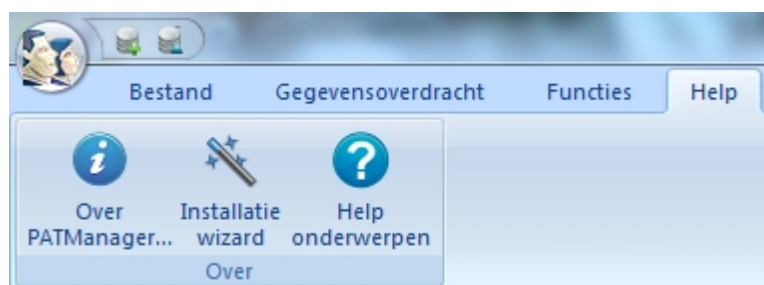 Bestand Gegevensoverdracht Functies Help
Over PATManager...
Installatie wizard
Help onderwerpen
Over